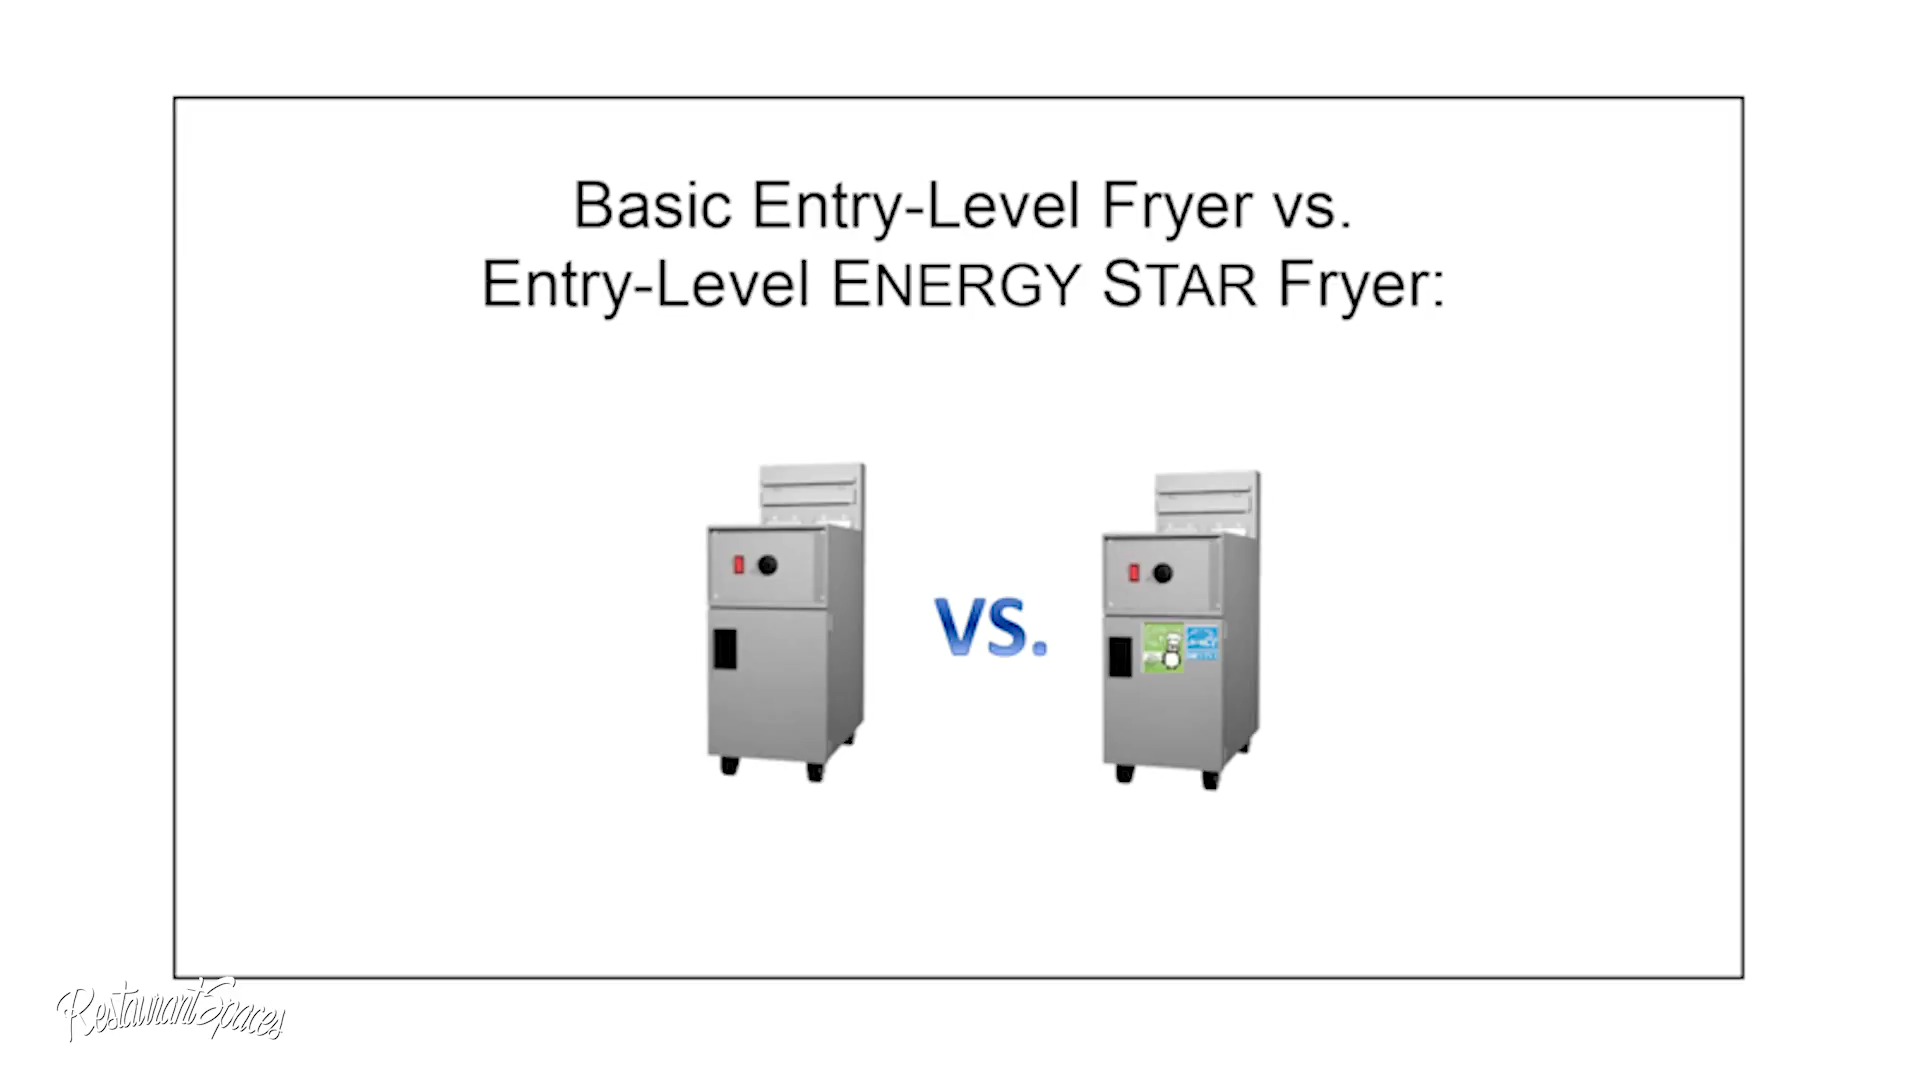 Basic Entry-Level Fryer vs.
Entry-Level ENERGY STAR Fryer:
vs.
RestaurantSpaces